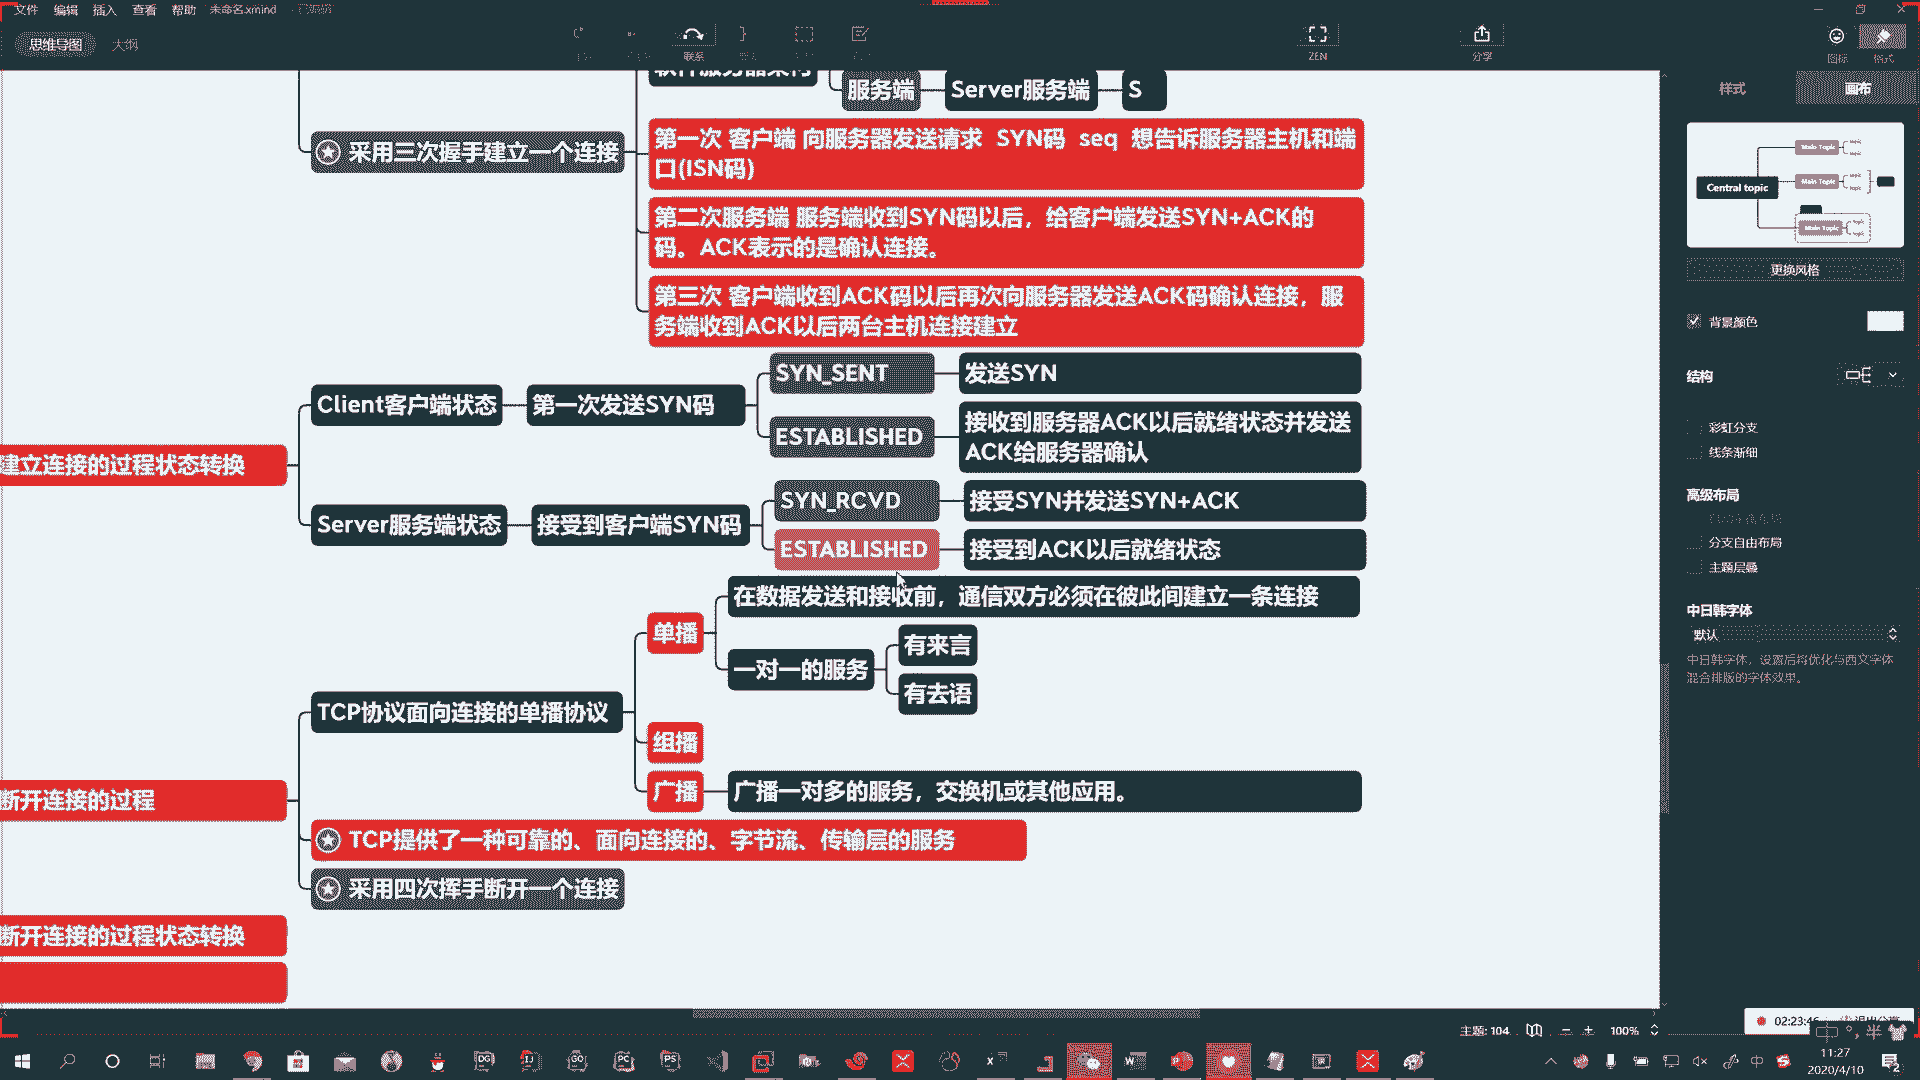 文件 编辑 插入 查看 帮助 未命名.xmind
思维导图 大纲
联系
ZEN
分享
图标
格式
服务端 Server服务端 S
采用三次握手建立一个连接
第一次 客户端 向服务器发送请求 SYN码 seq 想告诉服务器主机和端
口(ISN码)
第二次服务端 服务端收到SYN码以后，给客户端发送SYN+ACK的
码。ACK表示的是确认连接。
第三次 客户端收到ACK码以后再次向服务器发送ACK码确认连接，服
务端收到ACK以后两台主机连接建立
建立连接的过程状态转换
Client客户端状态
第一次发送SYN码
SYN_SENT
发送SYN
ESTABLISHED
接收到服务器ACK以后就绪状态并发送
ACK给服务器确认
Server服务端状态
接受到客户端SYN码
SYN_RCVD
接受SYN并发送SYN+ACK
ESTABLISHED
接受到ACK以后就绪状态
断开连接的过程
TCP协议面向连接的单播协议
单播
在数据发送和接收前，通信双方必须在彼此间建立一条连接
一对一的服务
有来言
有去语
组播
广播
广播一对多的服务，交换机或其他应用。
TCP提供了一种可靠的、面向连接的、字节流、传输层的服务
采用四次挥手断开一个连接
断开连接的过程状态转换
样式 画布
Central topic
Main Topic
Main Topic
Main Topic
更换风格
背景颜色
结构
彩虹分支
线条渐细
高级布局
分支自由布局
主题层叠
中日韩字体
默认
中日韩字体，设置后将优化与西文字体
混合排版的字体效果。
主题: 104
100%
02:23:46
11:27
2020/4/10